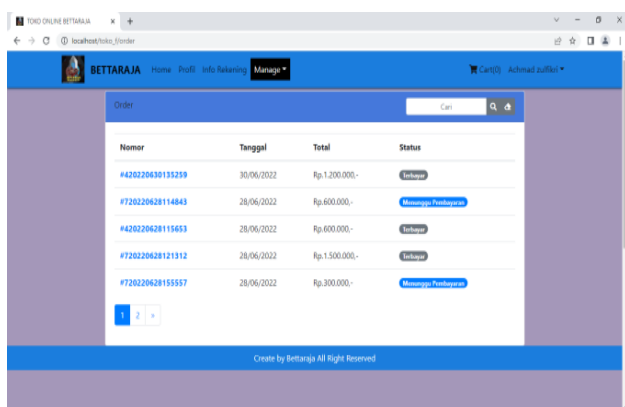 TOKO ONLINE BETTARAJA
localhost/toko_f/order
BETTARAJA Home Profil Info Rekening Manage Cart(0) Achmad zulfikri
Order Cari
Nomor Tanggal Total Status
#420220630135259 30/06/2022 Rp.1.200.000,- Terbayar
#720220628114843 28/06/2022 Rp.600.000,- Menunggu Pembayaran
#420220628115653 28/06/2022 Rp.600.000,- Terbayar
#720220628121312 28/06/2022 Rp.1.500.000,- Terbayar
#720220628155557 28/06/2022 Rp.300.000,- Menunggu Pembayaran
1 2 »
Create by Bettaraja All Right Reserved